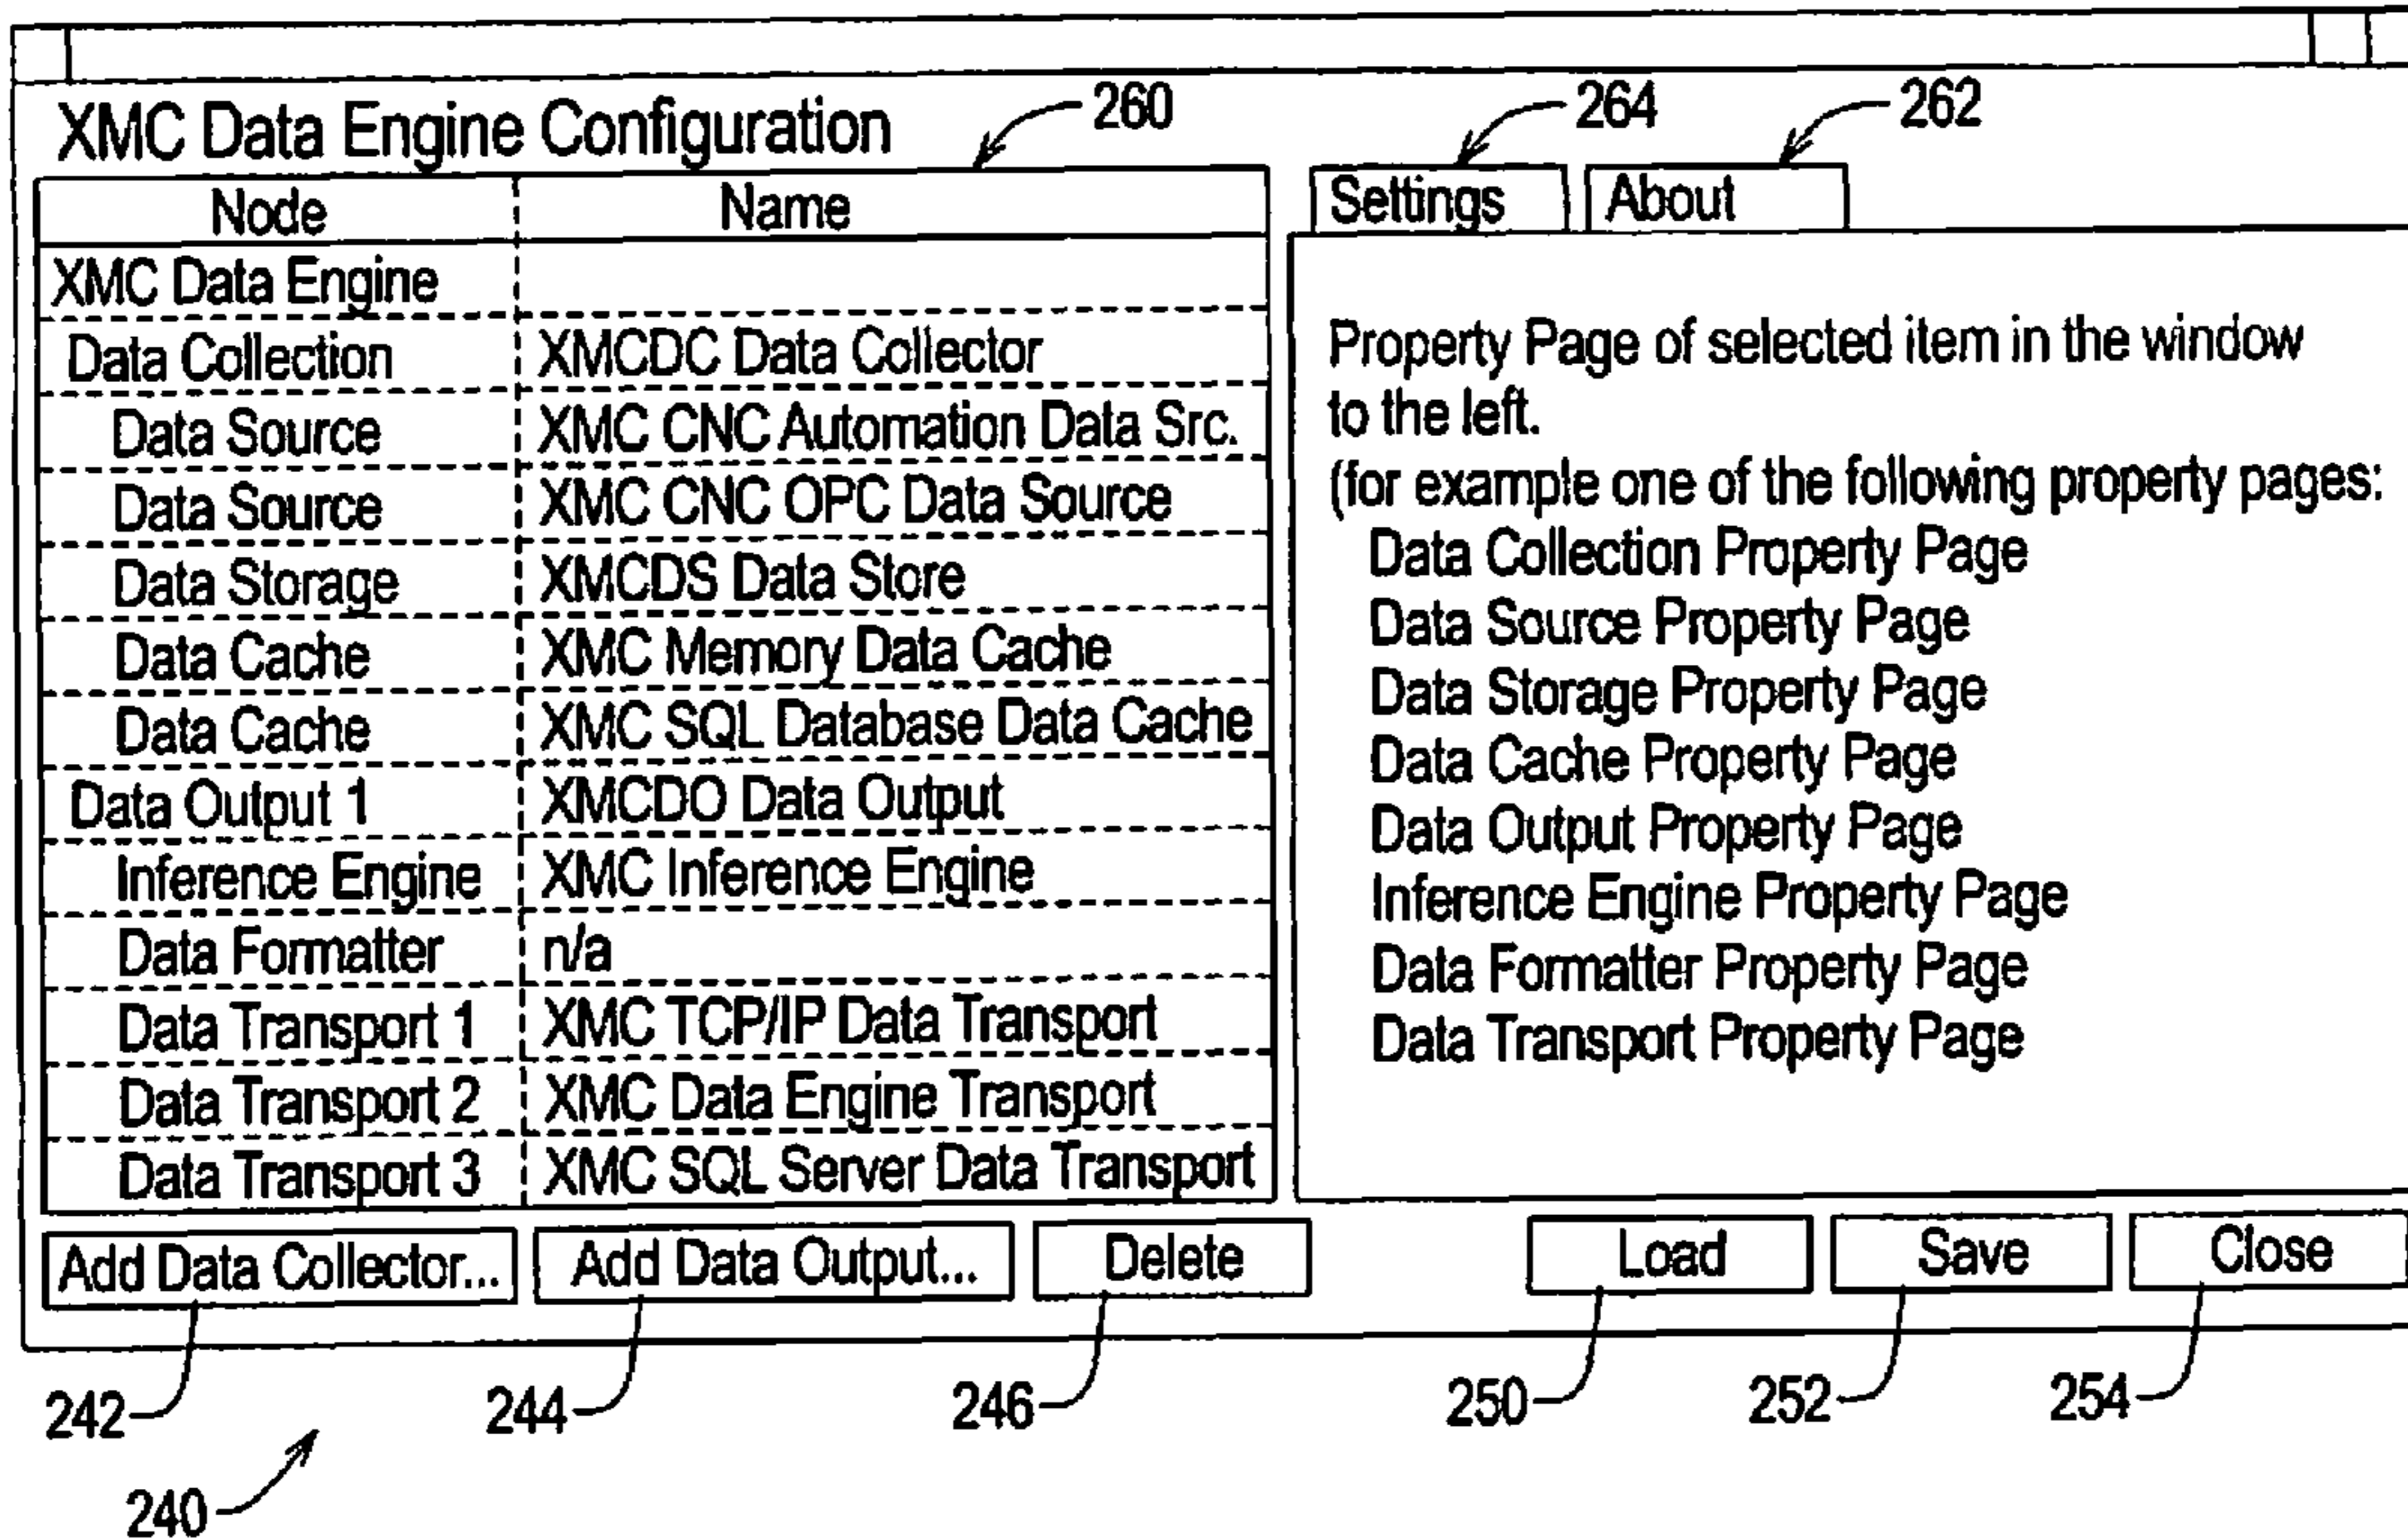 XMC Data Engine Configuration
260
264
262
Node Name
Settings About
XMC Data Engine
Data Collection XMCDC Data Collector
Data Source XMC CNC Automation Data Src.
Data Source XMC CNC OPC Data Source
Data Storage XMCDS Data Store
Data Cache XMC Memory Data Cache
Data Cache XMC SQL Database Data Cache
Data Output 1 XMCDO Data Output
Inference Engine XMC Inference Engine
Data Formatter n/a
Data Transport 1 XMC TCP/IP Data Transport
Data Transport 2 XMC Data Engine Transport
Data Transport 3 XMC SQL Server Data Transport
Property Page of selected item in the window
to the left.
(for example one of the following property pages:
Data Collection Property Page
Data Source Property Page
Data Storage Property Page
Data Cache Property Page
Data Output Property Page
Inference Engine Property Page
Data Formatter Property Page
Data Transport Property Page
Add Data Collector... Add Data Output... Delete Load Save Close
242 244 246 250 252 254
240